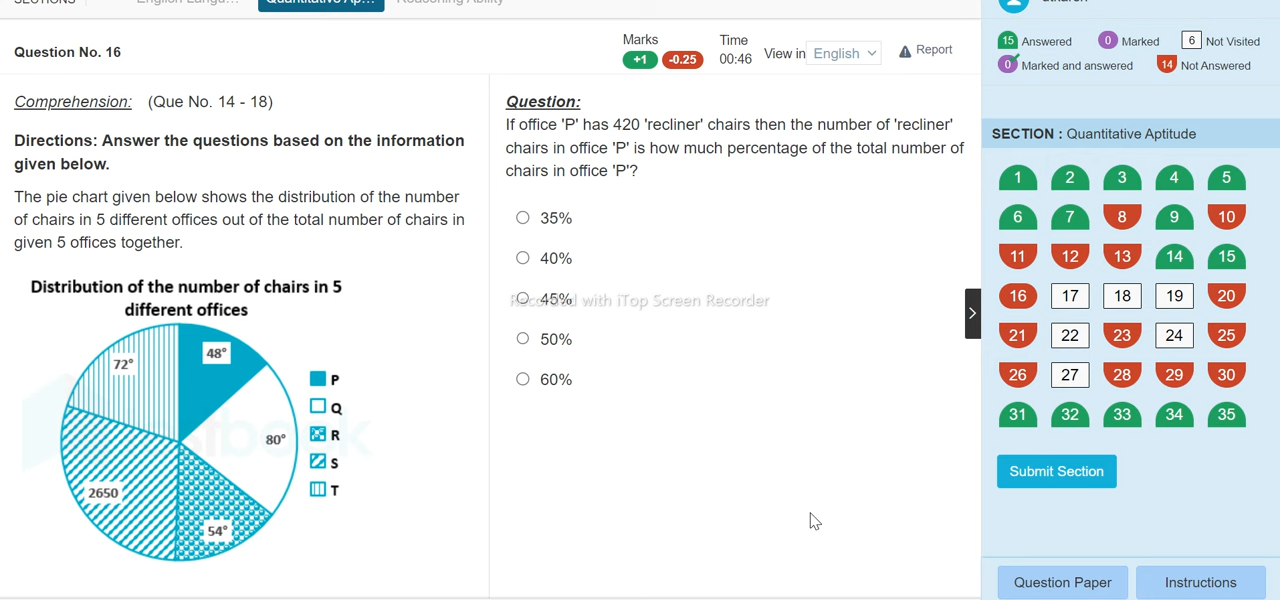 SECTIONS English Langu... Quantitative Ap... Reasoning Ability
Question No. 16
Marks
+1 -0.25
Time
00:46
View in English
Report
Comprehension: (Que No. 14 - 18)
Directions: Answer the questions based on the information
given below.
The pie chart given below shows the distribution of the number
of chairs in 5 different offices out of the total number of chairs in
given 5 offices together.
Distribution of the number of chairs in 5
different offices
72°
48°
80°
2650
54°
P
Q
R
S
T
Question:
If office 'P' has 420 'recliner' chairs then the number of 'recliner'
chairs in office 'P' is how much percentage of the total number of
chairs in office 'P'?
35%
40%
45%
50%
60%
Recorded with iTop Screen Recorder
15 Answered 0 Marked 6 Not Visited
0 Marked and answered 14 Not Answered
SECTION : Quantitative Aptitude
1 2 3 4 5
6 7 8 9 10
11 12 13 14 15
16 17 18 19 20
21 22 23 24 25
26 27 28 29 30
31 32 33 34 35
Submit Section
Question Paper Instructions